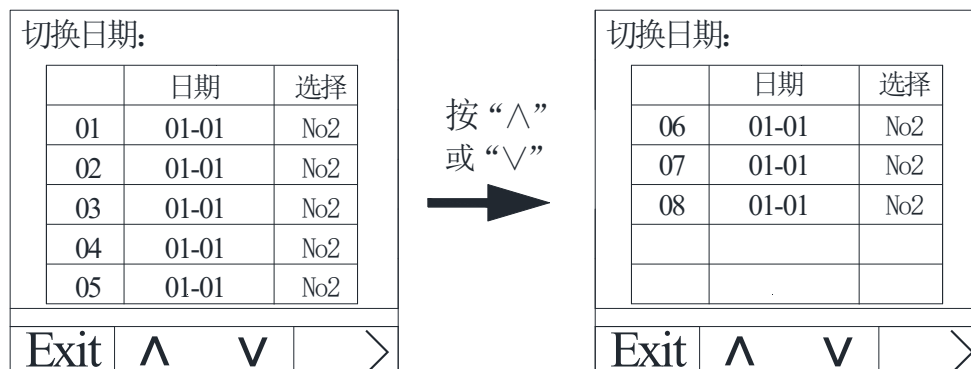 切换日期:
日期 选择
01 01-01 No2
02 01-01 No2
03 01-01 No2
04 01-01 No2
05 01-01 No2
Exit ∧ ∨ >
按“∧”
或“∨”
切换日期:
日期 选择
06 01-01 No2
07 01-01 No2
08 01-01 No2
Exit ∧ ∨ >